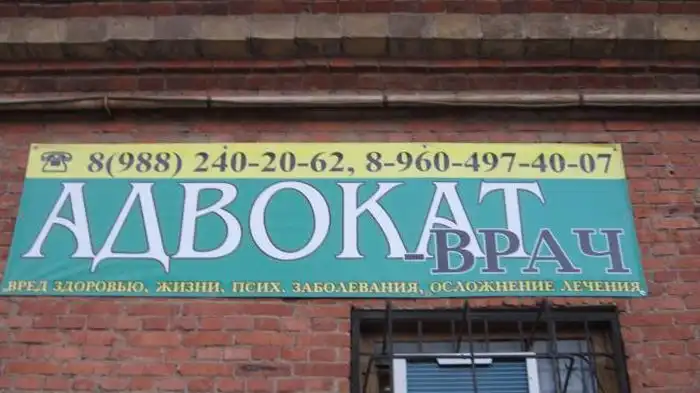 ☎ 8(988) 240-20-62, 8-960-497-40-07
АДВОКАТ
-ВРАЧ
ВРЕД ЗДОРОВЬЮ, ЖИЗНИ, ПСИХ. ЗАБОЛЕВАНИЯ, ОСЛОЖНЕНИЕ ЛЕЧЕНИЯ